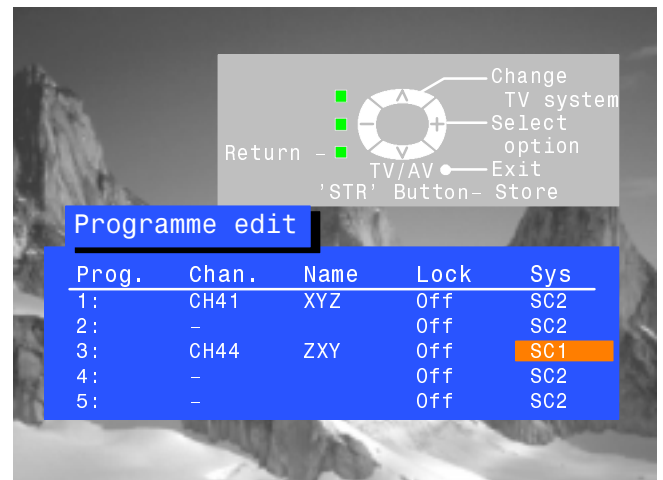 Change
TV system
Select
option
Return –
TV/AV
Exit
'STR' Button– Store
Programme edit
Prog. Chan. Name Lock Sys
1: CH41 XYZ Off SC2
2: – Off SC2
3: CH44 ZXY Off SC1
4: – Off SC2
5: – Off SC2